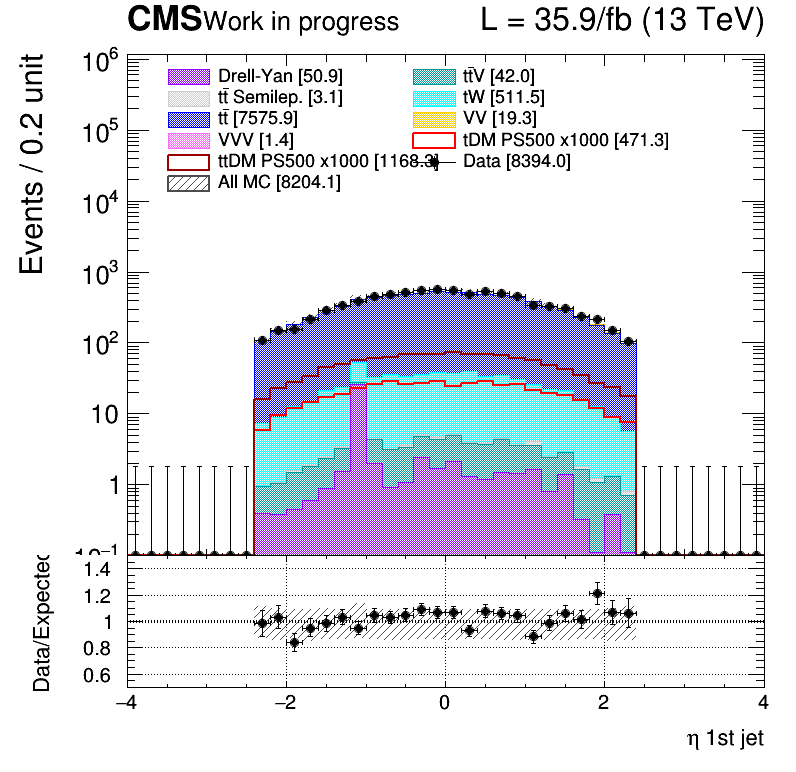 CMS Work in progress L = 35.9/fb (13 TeV)
Events / 0.2 unit
10⁶
10⁵
10⁴
10³
10²
10
1
10⁻¹
Drell-Yan [50.9] tt̄V [42.0]
tt̄ Semilep. [3.1] tW [511.5]
tt̄ [7575.9] VV [19.3]
VVV [1.4] tDM PS500 x1000 [471.3]
ttDM PS500 x1000 [1168.3] Data [8394.0]
All MC [8204.1]
Data/Expected
1.4
1.2
1
0.8
0.6
−4 −2 0 2 4
η 1st jet